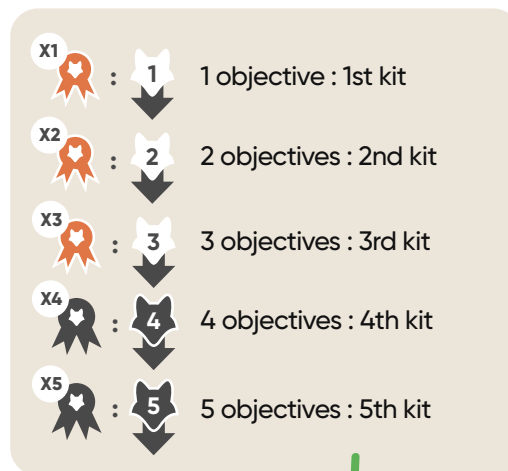 X1 : 1 1 objective : 1st kit
X2 : 2 2 objectives : 2nd kit
X3 : 3 3 objectives : 3rd kit
X4 : 4 4 objectives : 4th kit
X5 : 5 5 objectives : 5th kit